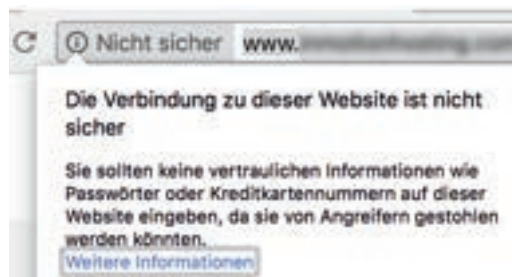 Nicht sicher www.
Die Verbindung zu dieser Website ist nicht
sicher
Sie sollten keine vertraulichen Informationen wie
Passwörter oder Kreditkartennummern auf dieser
Website eingeben, da sie von Angreifern gestohlen
werden könnten.
Weitere Informationen